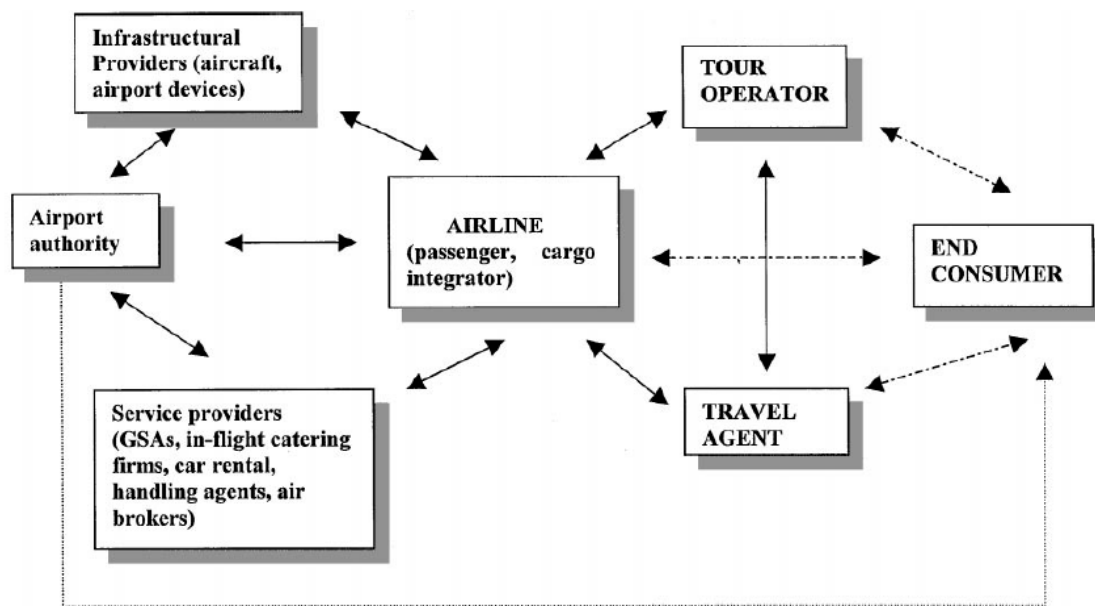 Infrastructural
Providers (aircraft,
airport devices)
TOUR
OPERATOR
Airport
authority
AIRLINE
(passenger, cargo
integrator)
END
CONSUMER
Service providers
(GSAs, in-flight catering
firms, car rental,
handling agents, air
brokers)
TRAVEL
AGENT